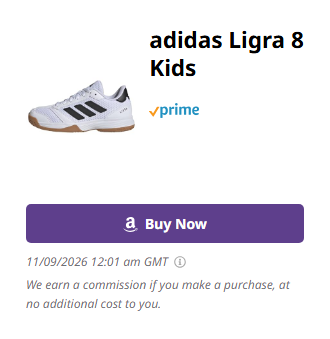 adidas Ligra 8
Kids
prime
Buy Now
11/09/2026 12:01 am GMT
We earn a commission if you make a purchase, at
no additional cost to you.